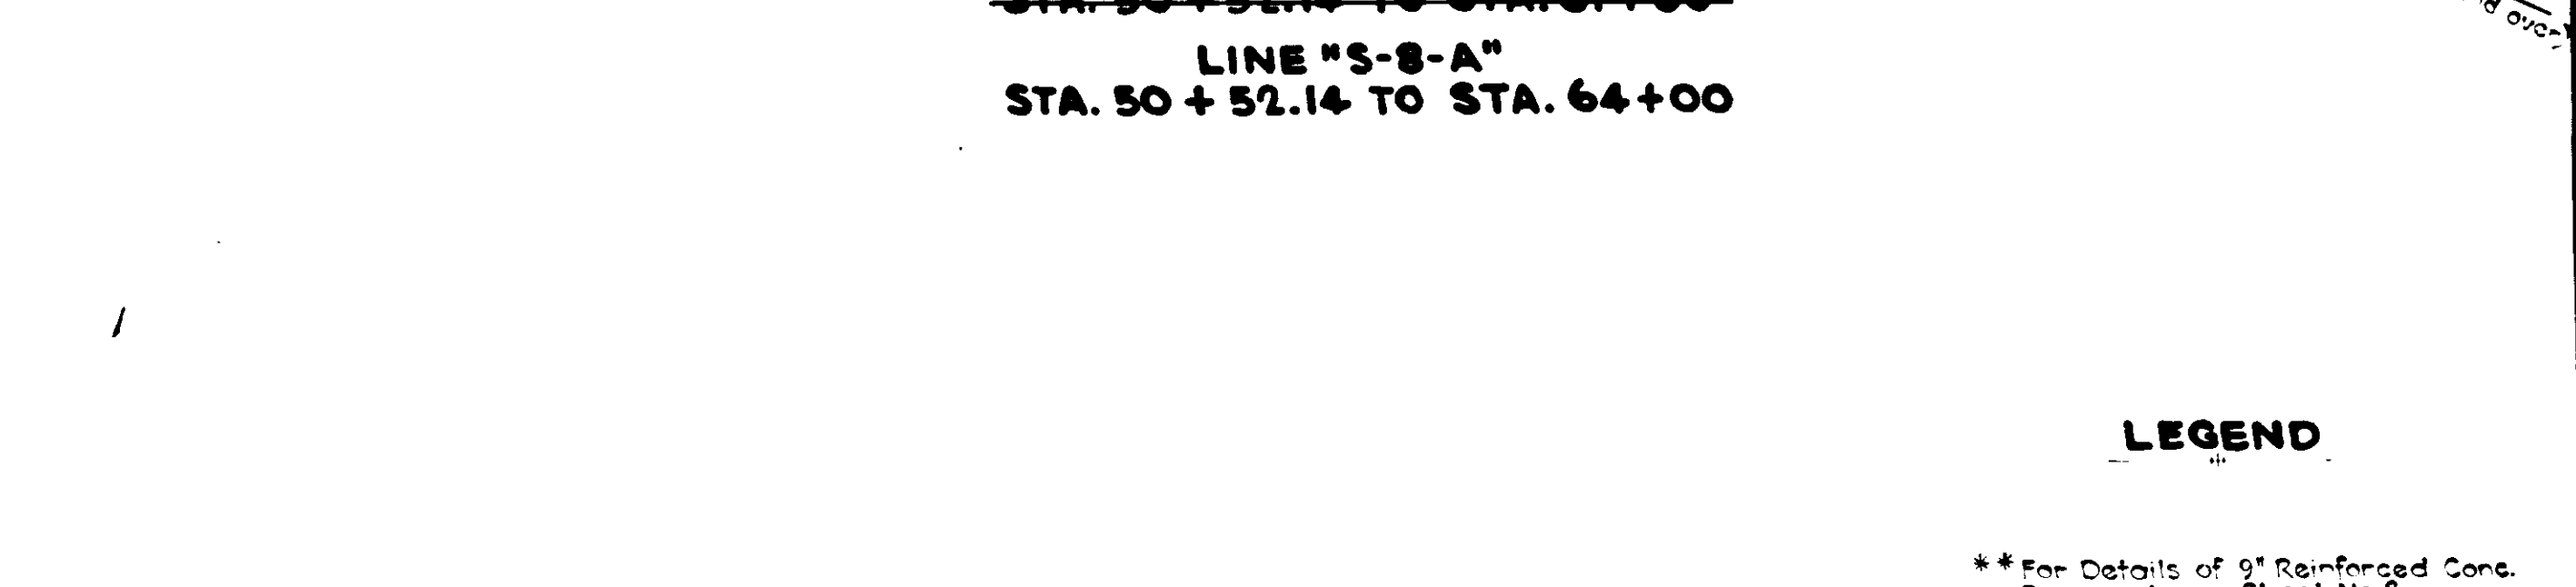 LINE "S-8-A"
STA. 50 + 52.14 TO STA. 64+00
LEGEND
** For Details of 9" Reinforced Conc.